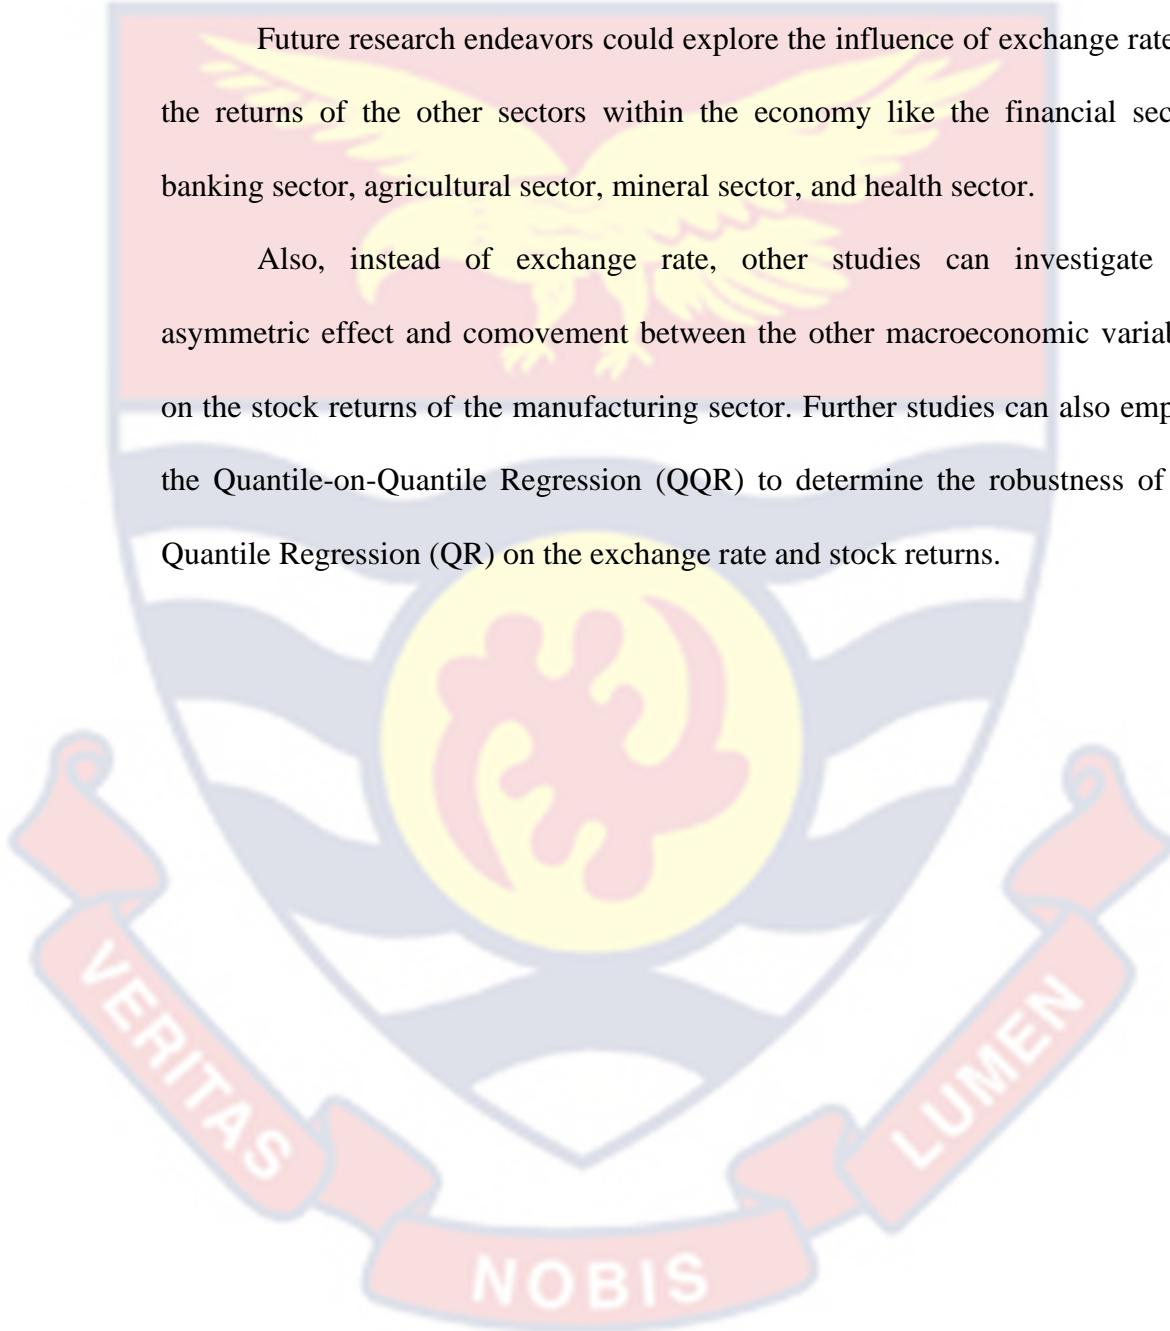 Future research endeavors could explore the influence of exchange rate
the returns of the other sectors within the economy like the financial sec
banking sector, agricultural sector, mineral sector, and health sector.
Also, instead of exchange rate, other studies can investigate
asymmetric effect and comovement between the other macroeconomic variab
on the stock returns of the manufacturing sector. Further studies can also emp
the Quantile-on-Quantile Regression (QQR) to determine the robustness of
Quantile Regression (QR) on the exchange rate and stock returns.
VERITAS
NOBIS
LUMEN